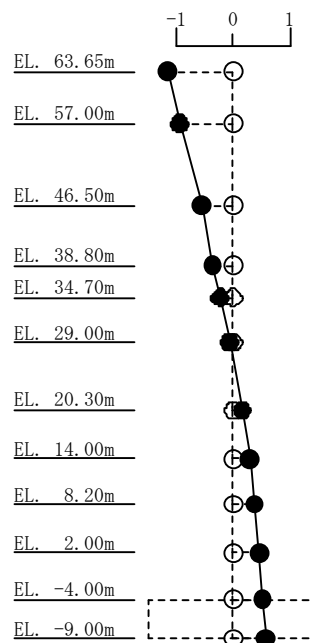 -1 0 1
EL. 63.65m
EL. 57.00m
EL. 46.50m
EL. 38.80m
EL. 34.70m
EL. 29.00m
EL. 20.30m
EL. 14.00m
EL. 8.20m
EL. 2.00m
EL. -4.00m
EL. -9.00m